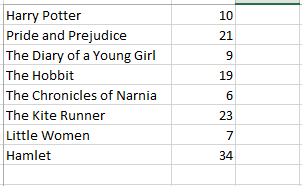 Harry Potter 10
Pride and Prejudice 21
The Diary of a Young Girl 9
The Hobbit 19
The Chronicles of Narnia 6
The Kite Runner 23
Little Women 7
Hamlet 34